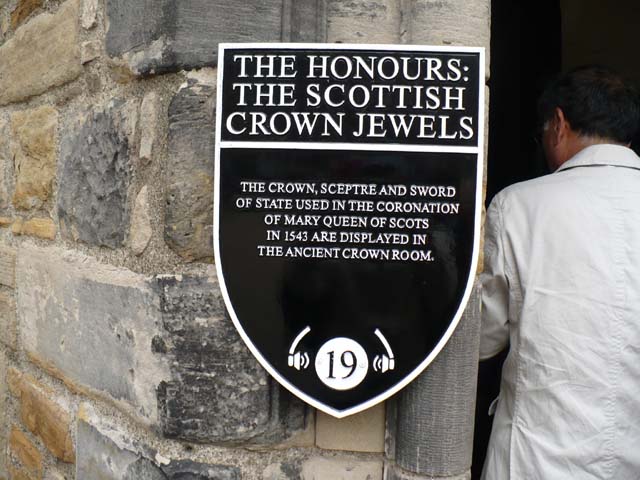 THE HONOURS:
THE SCOTTISH
CROWN JEWELS
THE CROWN, SCEPTRE AND SWORD
OF STATE USED IN THE CORONATION
OF MARY QUEEN OF SCOTS
IN 1543 ARE DISPLAYED IN
THE ANCIENT CROWN ROOM.
19